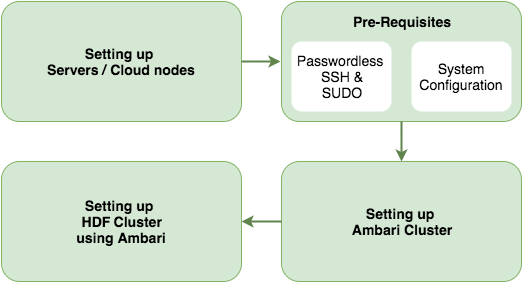 Setting up
Servers / Cloud nodes
Pre-Requisites
Passwordless
SSH &
SUDO
System
Configuration
Setting up
HDF Cluster
using Ambari
Setting up
Ambari Cluster